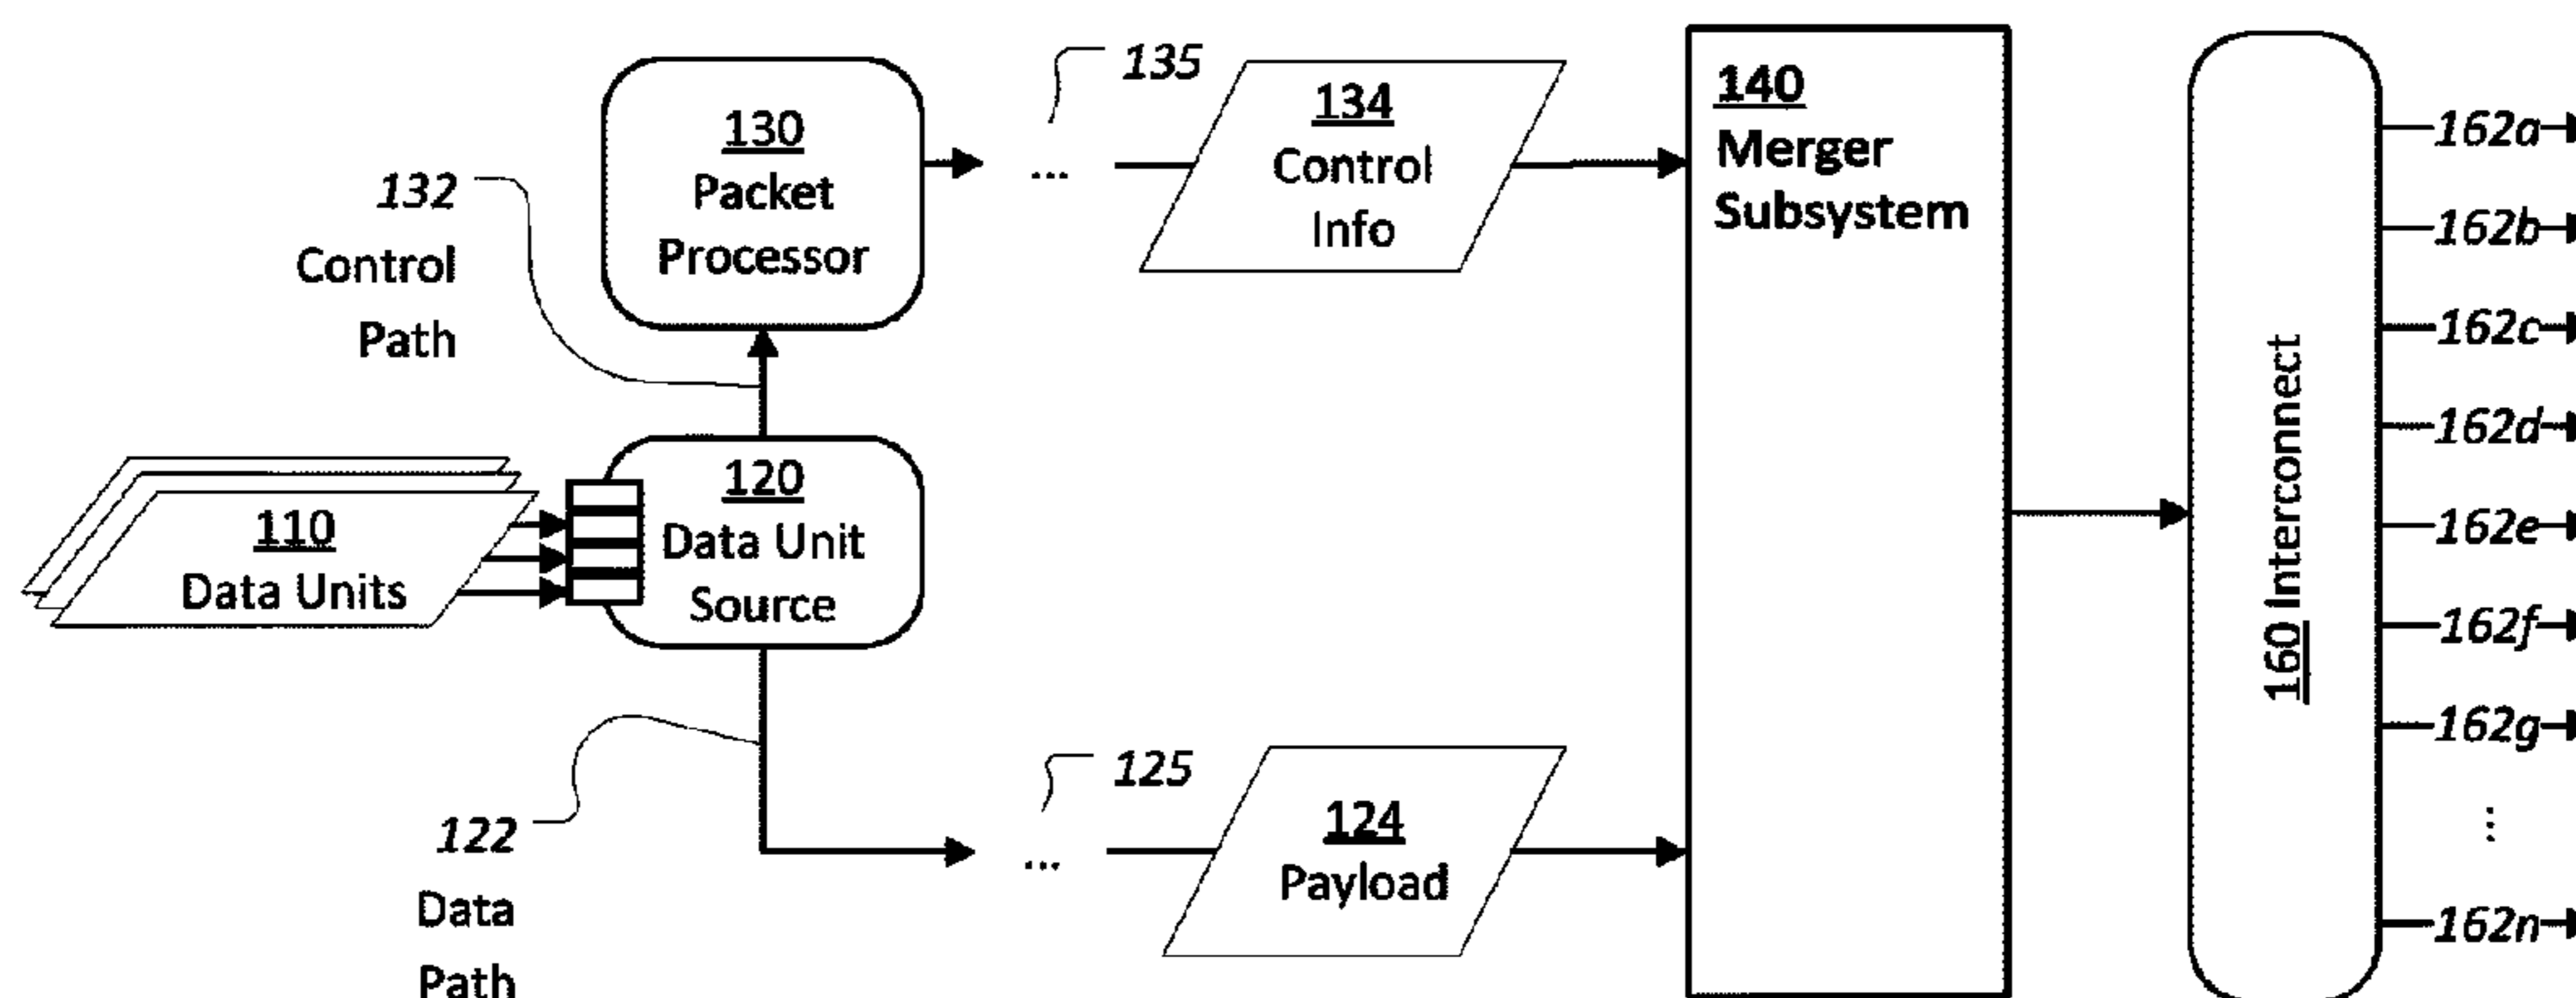 135
130
Packet
Processor
...
134
Control
Info
140
Merger
Subsystem
132
Control
Path
110
Data Units
120
Data Unit
Source
125
...
124
Payload
122
Data
Path
160 Interconnect
162a
162b
162c
162d
162e
162f
162g
...
162n